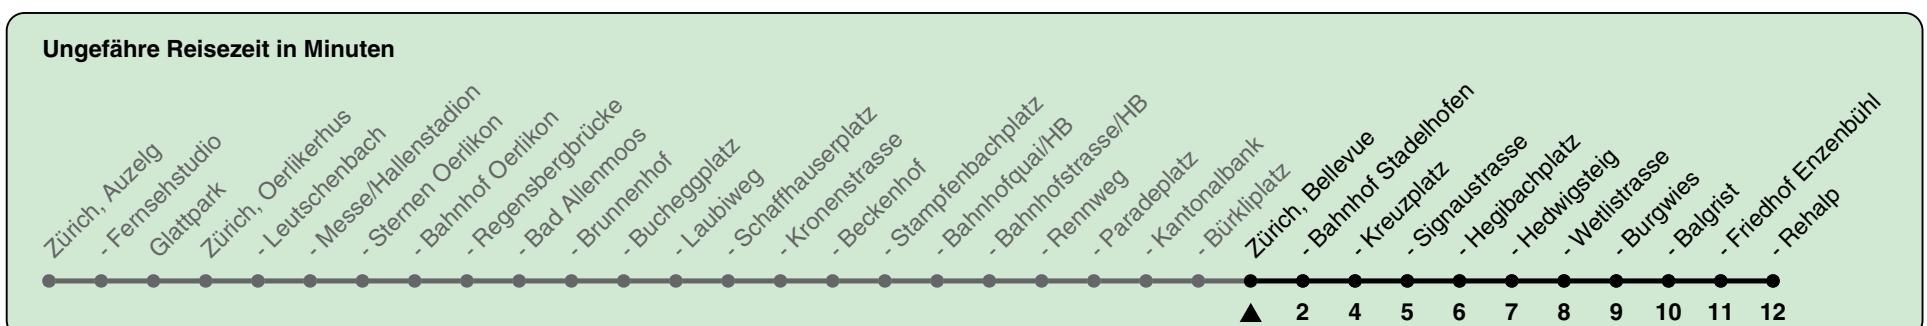 Ungefähre Reisezeit in Minuten
Zürich, Auzelg
- Fernsehstudio
Glattpark
Zürich, Oerlikerhus
- Leutschenbach
- Messe/Hallenstadion
- Sternen Oerlikon
- Bahnhof Oerlikon
- Regensbergbrücke
- Bad Allenmoos
- Brunnenhof
- Bucheggplatz
- Laubiweg
- Schaffhauserplatz
- Kronenstrasse
- Beckenhof
- Stampfenbachplatz
- Bahnhofquai/HB
- Bahnhofstrasse/HB
- Rennweg
- Paradeplatz
- Kantonalbank
- Bürkliplatz
Zürich, Bellevue
- Bahnhof Stadelhofen
- Kreuzplatz
- Signaustrasse
- Hegibachplatz
- Hedwigsteig
- Wetlistrasse
- Burgwies
- Balgrist
- Friedhof Enzenbühl
- Rehalp
2 4 5 6 7 8 9 10 11 12